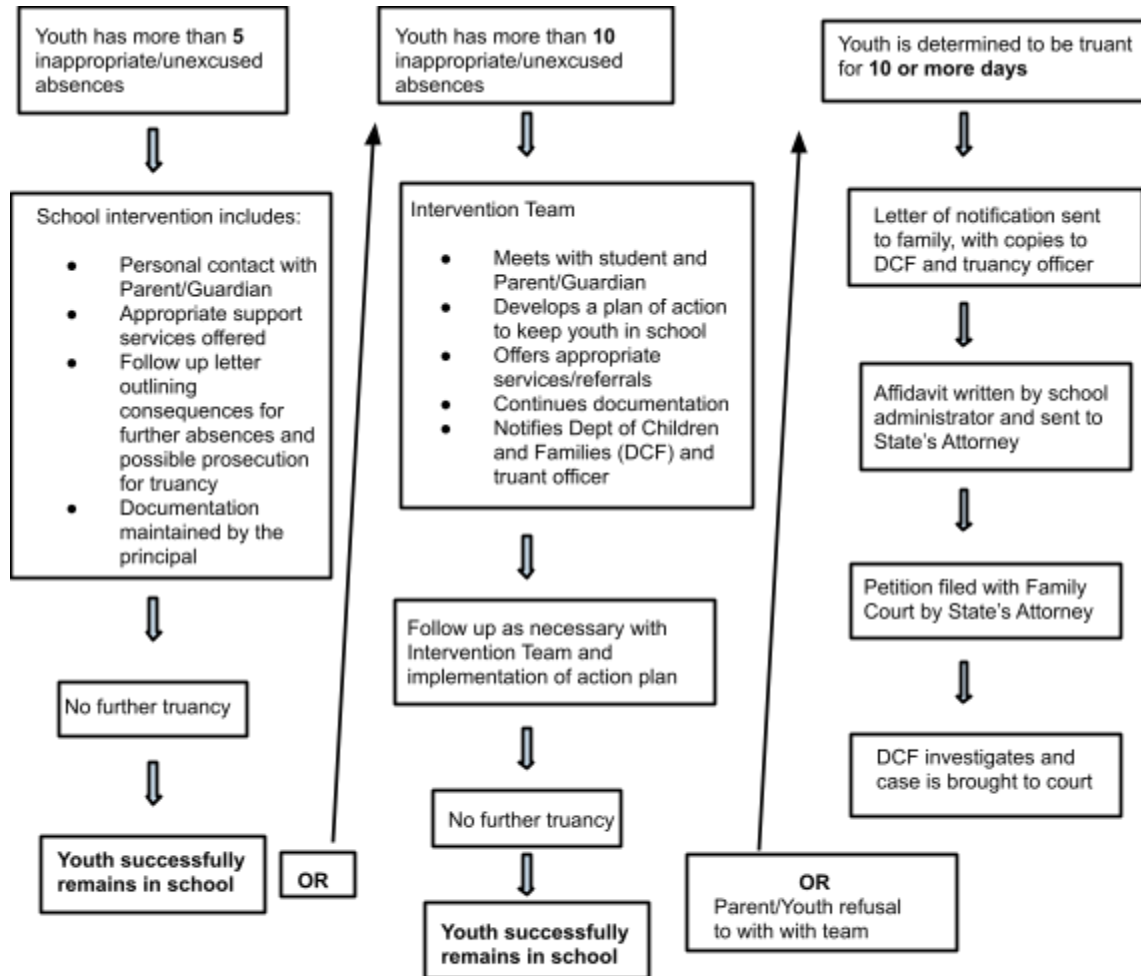 Youth has more than 5
inappropriate/unexcused
absences
School intervention includes:
● Personal contact with
Parent/Guardian
● Appropriate support
services offered
● Follow up letter
outlining
consequences for
further absences and
possible prosecution
for truancy
● Documentation
maintained by the
principal
No further truancy
Youth successfully
remains in school
OR
Youth has more than 10
inappropriate/unexcused
absences
Intervention Team
● Meets with student and
Parent/Guardian
● Develops a plan of action
to keep youth in school
● Offers appropriate
services/referrals
● Continues documentation
● Notifies Dept of Children
and Families (DCF) and
truant officer
Follow up as necessary with
Intervention Team and
implementation of action plan
No further truancy
Youth successfully
remains in school
OR
Parent/Youth refusal
to with with team
Youth is determined to be truant
for 10 or more days
Letter of notification sent
to family, with copies to
DCF and truancy officer
Affidavit written by school
administrator and sent to
State’s Attorney
Petition filed with Family
Court by State’s Attorney
DCF investigates and
case is brought to court